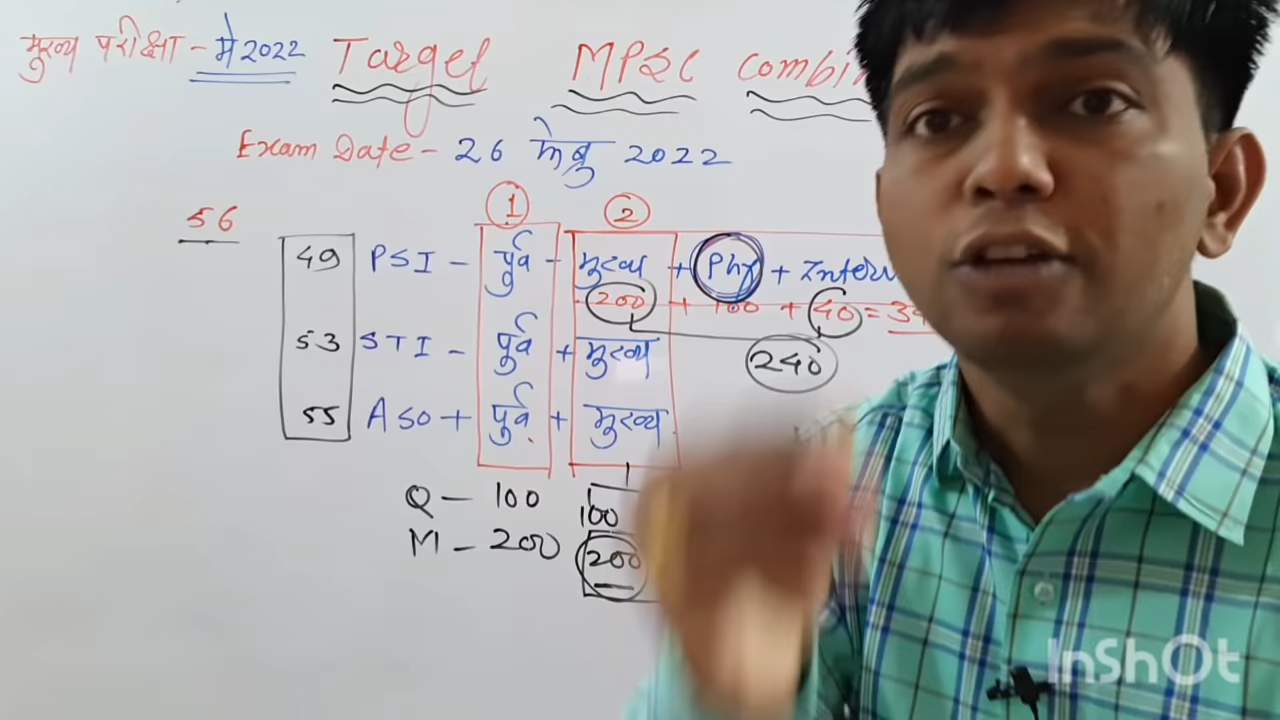 मुख्य परीक्षा - मे 2022 Target MPSC Combin
Exam Date - 26 फेब्रु 2022
56 1 2
49 PSI - पुर्व - मुख्य + Phy + Interv
200 + 100 + 40 = 34
53 STI - पुर्व + मुख्य 240
55 ASO + पुर्व + मुख्य
Q - 100 100
M - 200 200
InShOt